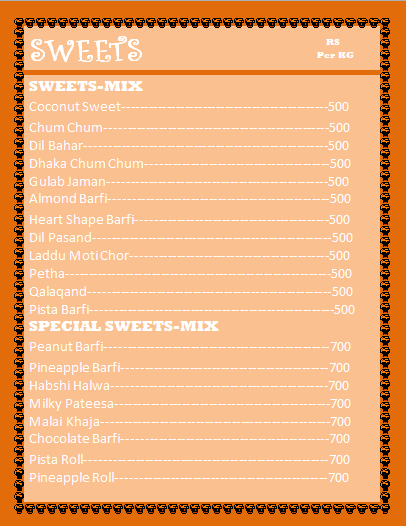 SWEETS
RS
Per KG
SWEETS-MIX
Coconut Sweet-----------------------------------------------500
Chum Chum---------------------------------------------------500
Dil Bahar-------------------------------------------------------500
Dhaka Chum Chum------------------------------------------500
Gulab Jaman--------------------------------------------------500
Almond Barfi--------------------------------------------------500
Heart Shape Barfi--------------------------------------------500
Dil Pasand------------------------------------------------------500
Laddu Moti Chor---------------------------------------------500
Petha------------------------------------------------------------500
Qalaqand-------------------------------------------------------500
Pista Barfi-------------------------------------------------------500
SPECIAL SWEETS-MIX
Peanut Barfi---------------------------------------------------700
Pineapple Barfi-----------------------------------------------700
Habshi Halwa-------------------------------------------------700
Milky Pateesa-------------------------------------------------700
Malai Khaja----------------------------------------------------700
Chocolate Barfi-----------------------------------------------700
Pista Roll-------------------------------------------------------700
Pineapple Roll------------------------------------------------700